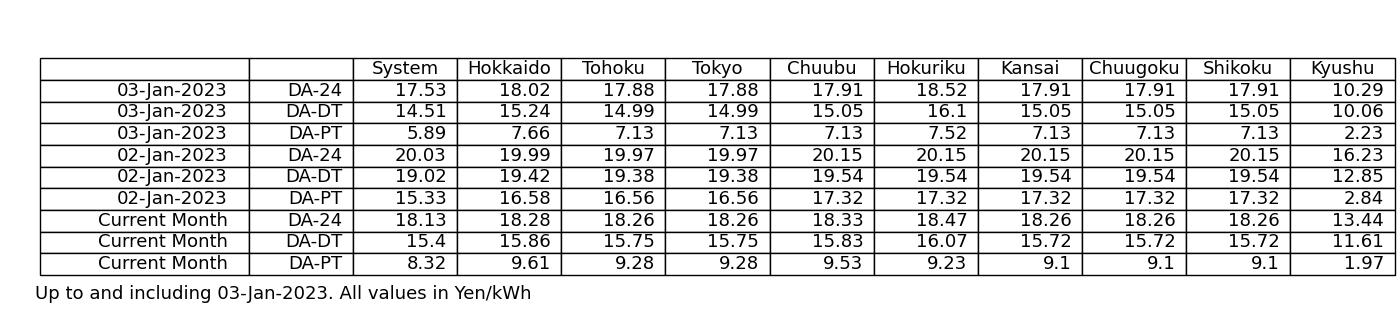 System Hokkaido Tohoku Tokyo Chuubu Hokuriku Kansai Chuugoku Shikoku Kyushu
03-Jan-2023 DA-24 17.53 18.02 17.88 17.88 17.91 18.52 17.91 17.91 17.91 10.29
03-Jan-2023 DA-DT 14.51 15.24 14.99 14.99 15.05 16.1 15.05 15.05 15.05 10.06
03-Jan-2023 DA-PT 5.89 7.66 7.13 7.13 7.13 7.52 7.13 7.13 7.13 2.23
02-Jan-2023 DA-24 20.03 19.99 19.97 19.97 20.15 20.15 20.15 20.15 20.15 16.23
02-Jan-2023 DA-DT 19.02 19.42 19.38 19.38 19.54 19.54 19.54 19.54 19.54 12.85
02-Jan-2023 DA-PT 15.33 16.58 16.56 16.56 17.32 17.32 17.32 17.32 17.32 2.84
Current Month DA-24 18.13 18.28 18.26 18.26 18.33 18.47 18.26 18.26 18.26 13.44
Current Month DA-DT 15.4 15.86 15.75 15.75 15.83 16.07 15.72 15.72 15.72 11.61
Current Month DA-PT 8.32 9.61 9.28 9.28 9.53 9.23 9.1 9.1 9.1 1.97
Up to and including 03-Jan-2023. All values in Yen/kWh